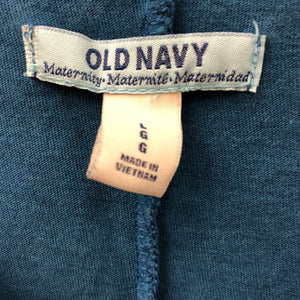 OLD NAVY
Maternity • Maternité • Maternidad
L
G
G
MADE IN
VIETNAM